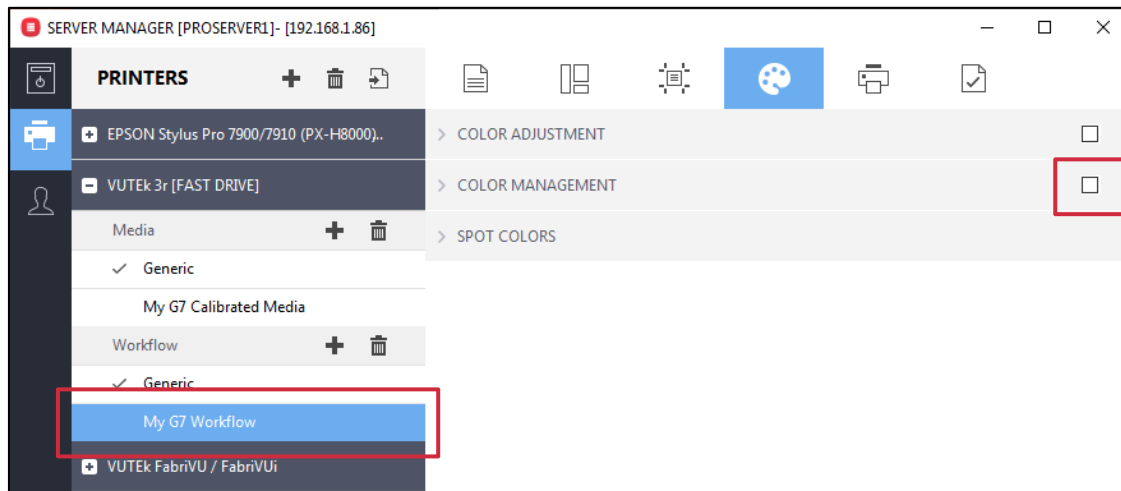 SERVER MANAGER [PROSERVER1]- [192.168.1.86]
PRINTERS
EPSON Stylus Pro 7900/7910 (PX-H8000)..
VUTEk 3r [FAST DRIVE]
Media
Generic
My G7 Calibrated Media
Workflow
Generic
My G7 Workflow
VUTEk FabriVU / FabriVUi
COLOR ADJUSTMENT
COLOR MANAGEMENT
SPOT COLORS